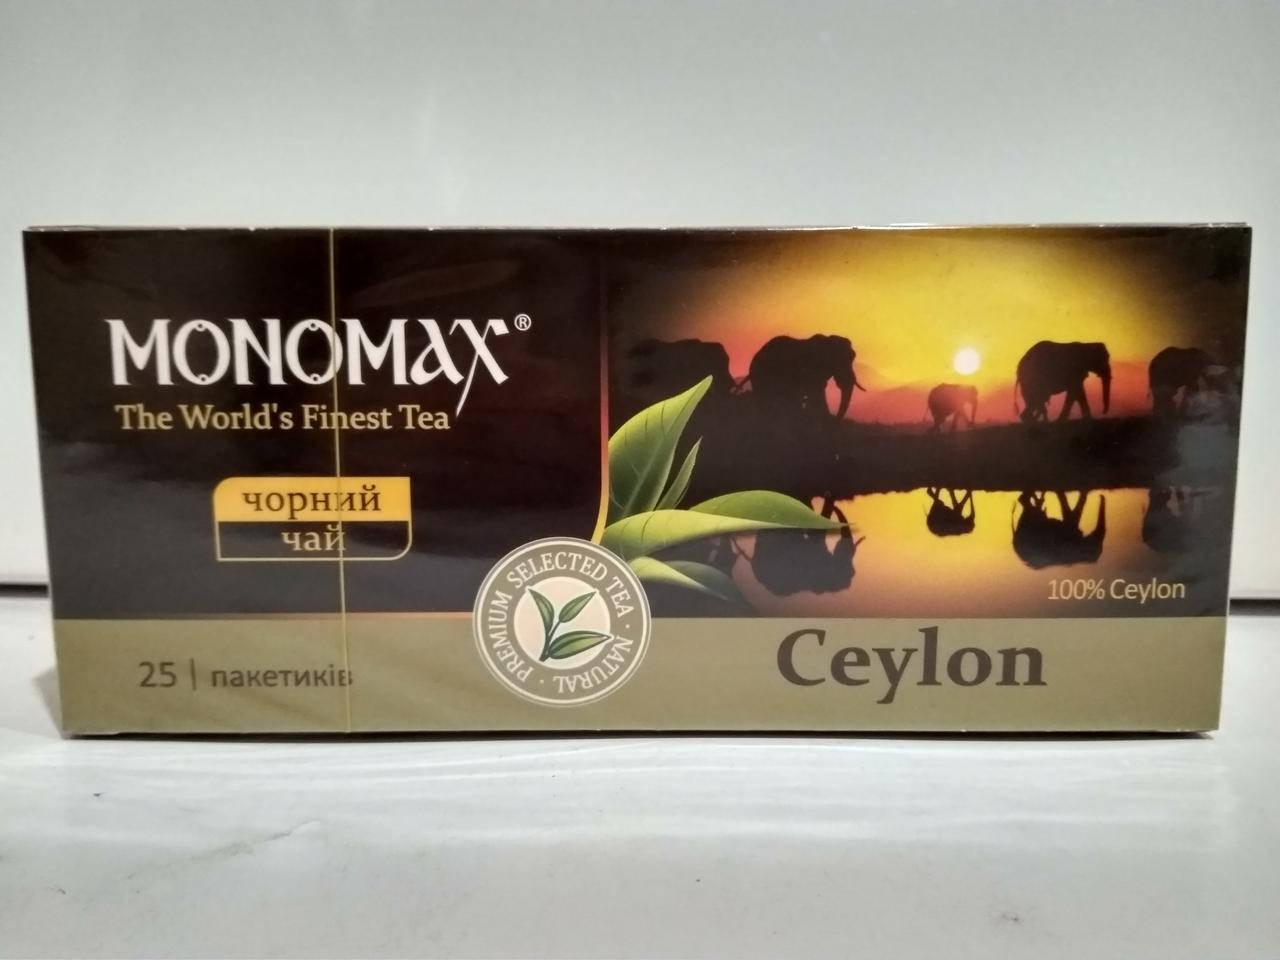 MONOMAX®
The World's Finest Tea
чорний
чай
PREMIUM SELECTED TEA · NATURAL ·
100% Ceylon
25 | пакетиків
Ceylon